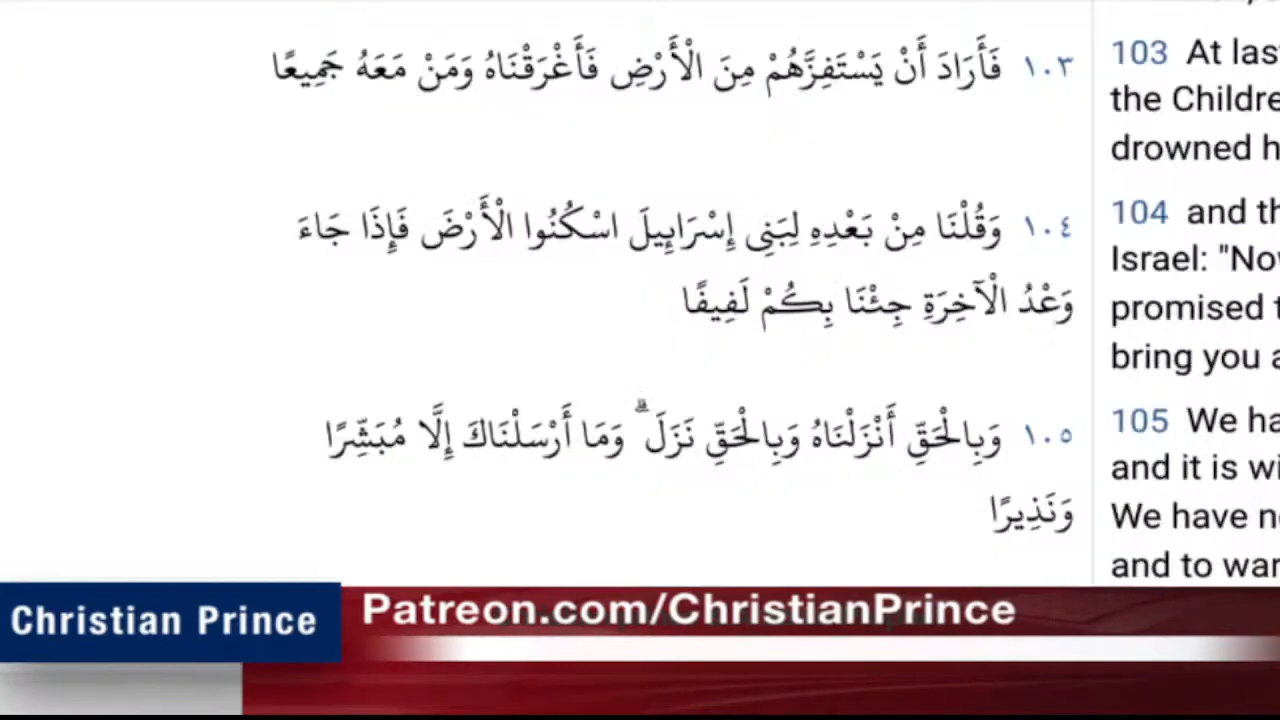 ١٠٣ فَأَرَادَ أَنْ يَسْتَفِزَّهُمْ مِنَ الْأَرْضِ فَأَغْرَقْنَاهُ وَمَنْ مَعَهُ جَمِيعًا
103 At las
the Childre
drowned h
١٠٤ وَقُلْنَا مِنْ بَعْدِهِ لِبَنِي إِسْرَائِيلَ اسْكُنُوا الْأَرْضَ فَإِذَا جَاءَ
وَعْدُ الْآخِرَةِ جِئْنَا بِكُمْ لَفِيفًا
104 and th
Israel: "Nov
promised t
bring you a
١٠٥ وَبِالْحَقِّ أَنْزَلْنَاهُ وَبِالْحَقِّ نَزَلَ ۗ وَمَا أَرْسَلْنَاكَ إِلَّا مُبَشِّرًا
وَنَذِيرًا
105 We ha
and it is wi
We have n
and to war
Christian Prince
Patreon.com/ChristianPrince